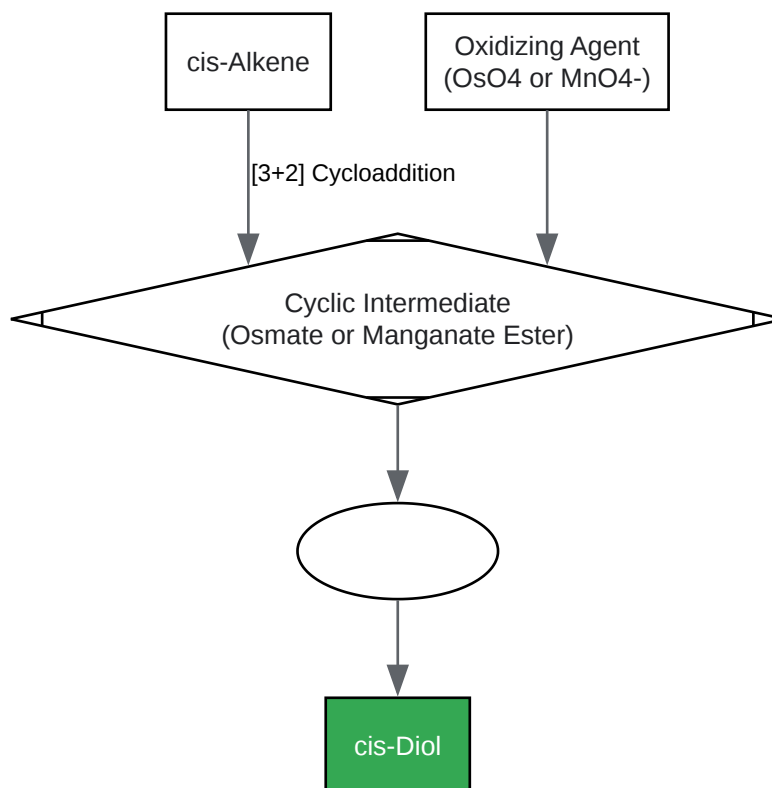 cis-Alkene
Oxidizing Agent
(OsO4 or MnO4-)
[3+2] Cycloaddition
Cyclic Intermediate
(Osmate or Manganate Ester)
cis-Diol